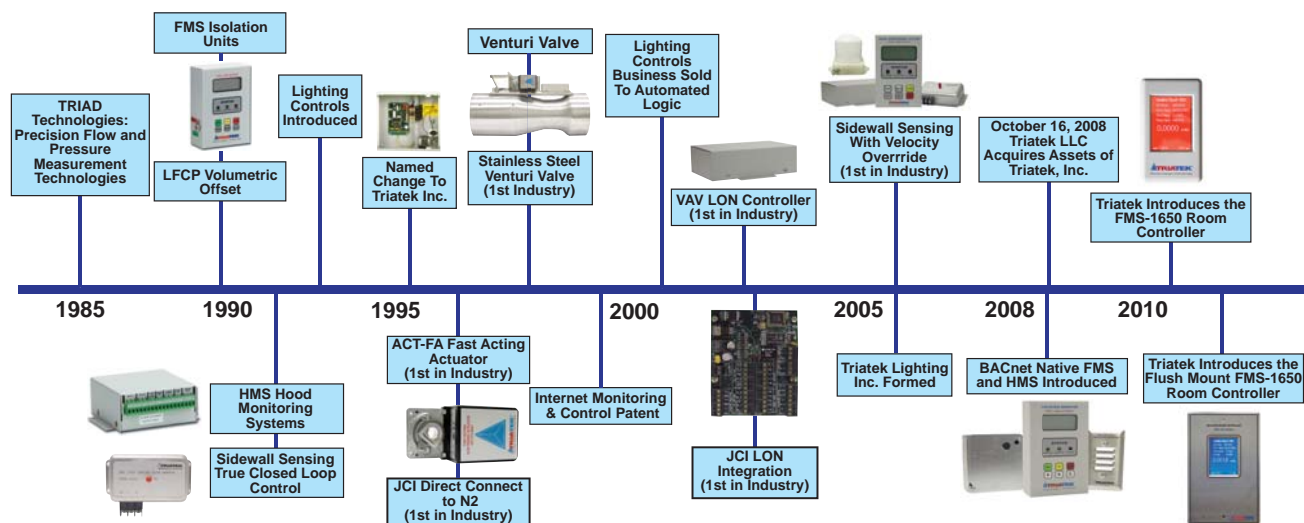 FMS Isolation
Units
TRIAD
Technologies:
Precision Flow and
Pressure
Measurement
Technologies
LFCP Volumetric
Offset
Lighting
Controls
Introduced
Named
Change To
Triatek Inc.
Venturi Valve
Stainless Steel
Venturi Valve
(1st Industry)
Lighting
Controls
Business Sold
To Automated
Logic
VAV LON Controller
(1st in Industry)
Sidewall Sensing
With Velocity
Overrride
(1st in Industry)
October 16, 2008
Triatek LLC
Acquires Assets of
Triatek, Inc.
TRIATEK
Triatek Introduces the
FMS-1650 Room
Controller
1985
1990
1995
2000
2005
2008
2010
HMS Hood
Monitoring
Systems
Sidewall Sensing
True Closed Loop
Control
ACT-FA Fast Acting
Actuator
(1st in Industry)
TRIATEK
JCI Direct Connect
to N2
(1st in Industry)
Internet Monitoring
& Control Patent
JCI LON
Integration
(1st in Industry)
Triatek Lighting
Inc. Formed
BACnet Native FMS
and HMS Introduced
TRIATEK
Triatek Introduces the
Flush Mount FMS-1650
Room Controller